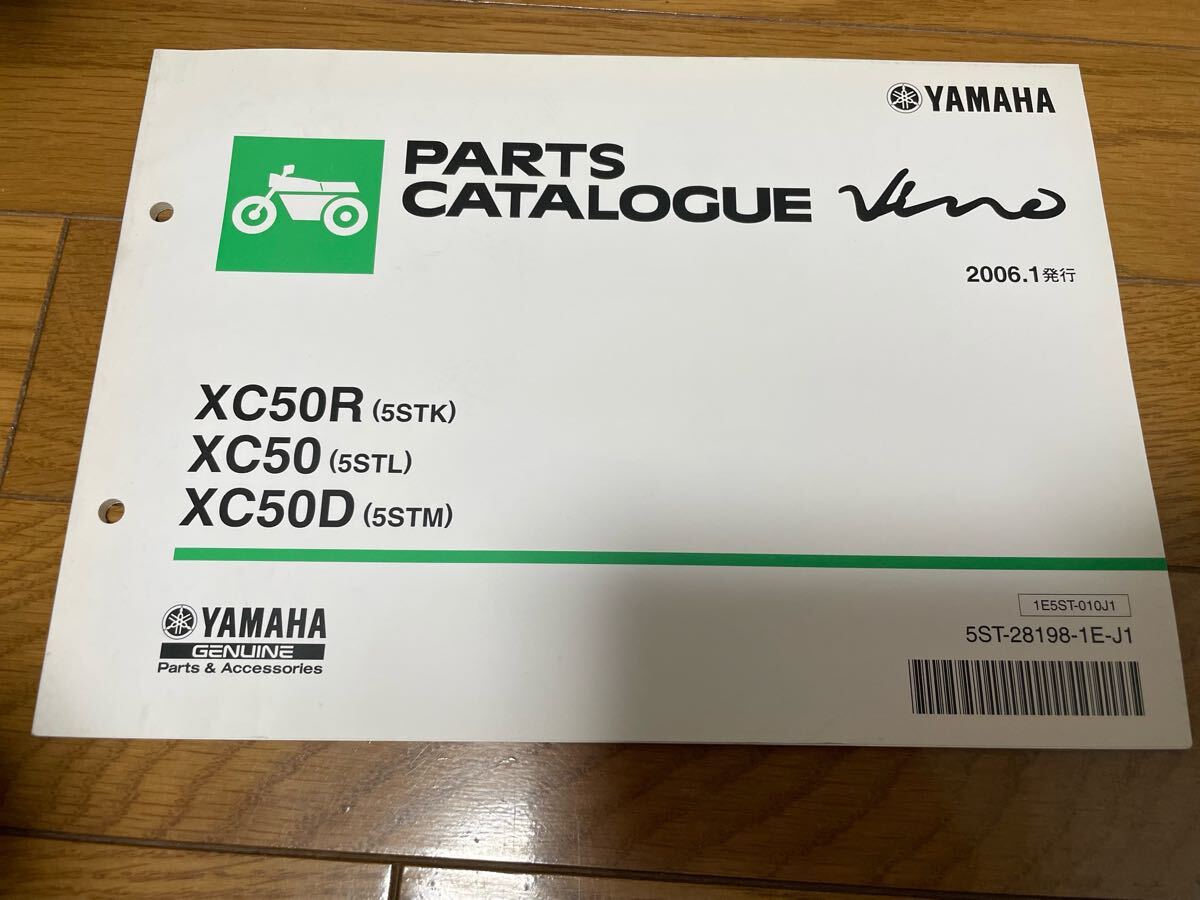 YAMAHA
PARTS
CATALOGUE Vino
2006.1発行
XC50R (5STK)
XC50 (5STL)
XC50D (5STM)
1E5ST-010J1
5ST-28198-1E-J1
YAMAHA
GENUINE
Parts & Accessories